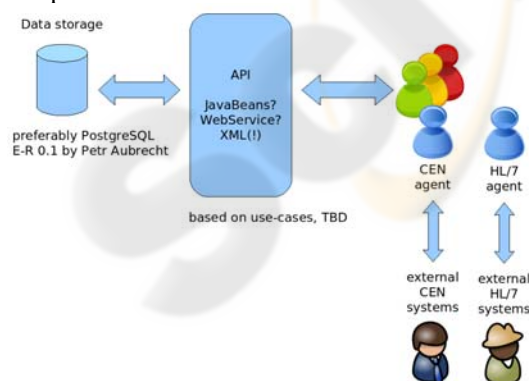 Data storage
preferably PostgreSQL
E-R 0.1 by Petr Aubrecht
API
JavaBeans?
WebService?
XML(!)
based on use-cases, TBD
CEN
agent
HL/7
agent
external
CEN
systems
external
HL/7
systems